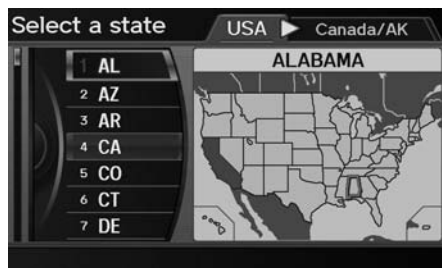 Select a state
USA
Canada/AK
ALABAMA
1 AL
2 AZ
3 AR
4 CA
5 CO
6 CT
7 DE